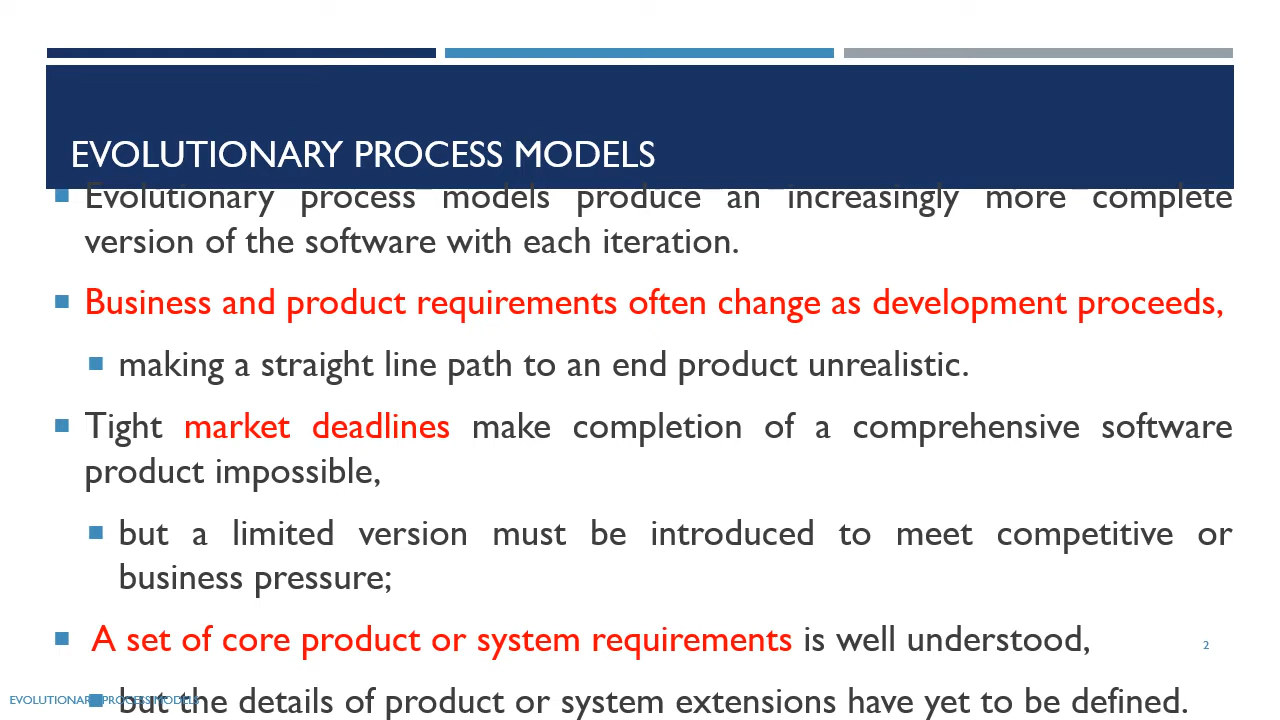 EVOLUTIONARY PROCESS MODELS
Evolutionary process models produce an increasingly more complete
version of the software with each iteration.
Business and product requirements often change as development proceeds,
making a straight line path to an end product unrealistic.
Tight market deadlines make completion of a comprehensive software
product impossible,
but a limited version must be introduced to meet competitive or
business pressure;
A set of core product or system requirements is well understood,
2
but the details of product or system extensions have yet to be defined.
EVOLUTIONARY PROCESS MODELS